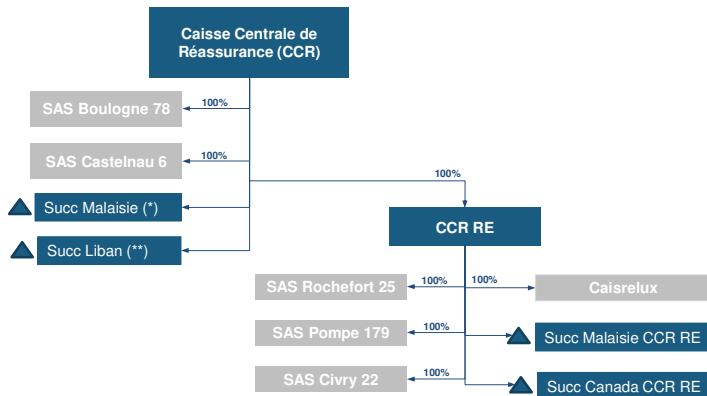 Caisse Centrale de
Réassurance (CCR)
100%
SAS Boulogne 78
100%
SAS Castelnau 6
100%
Succ Malaisie (*)
CCR RE
Succ Liban (**)
100%
100%
SAS Rochefort 25
Caisrelux
100%
SAS Pompe 179
Succ Malaisie CCR RE
100%
SAS Civry 22
Succ Canada CCR RE